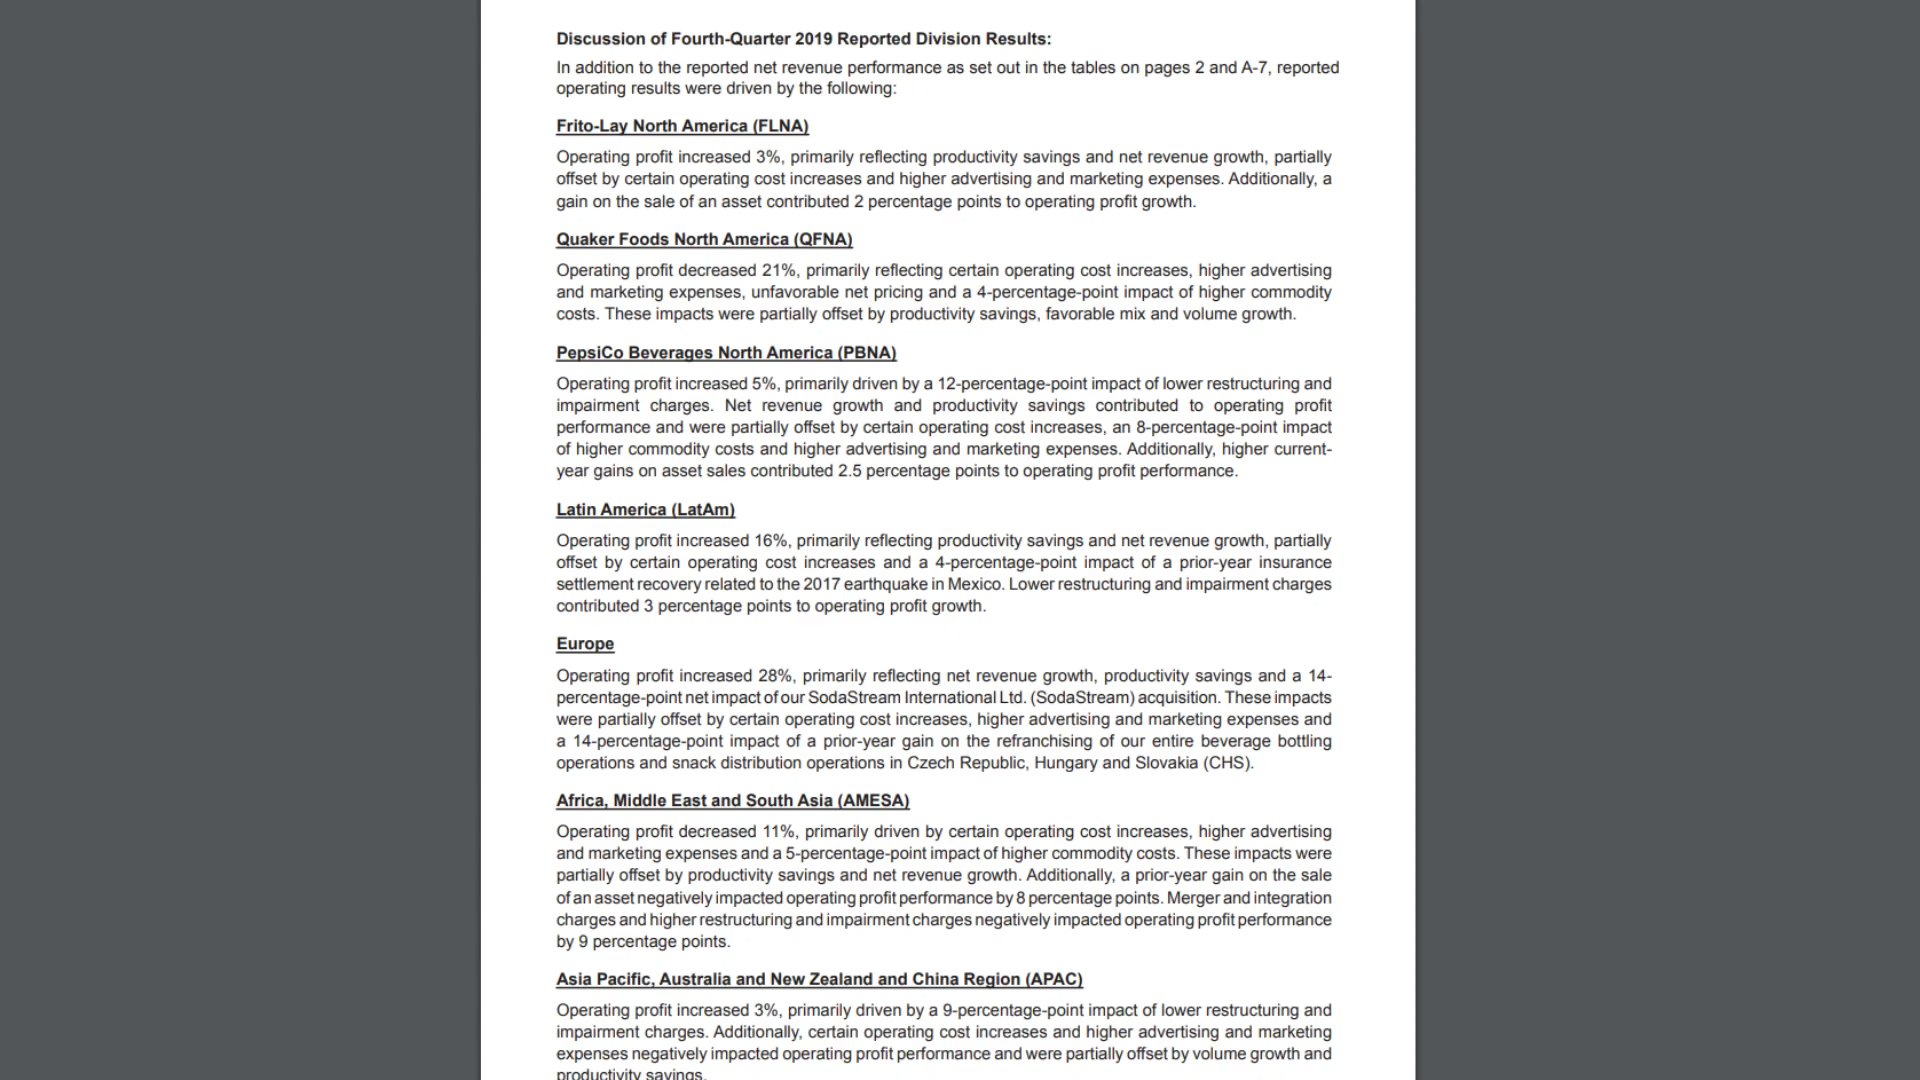 Discussion of Fourth-Quarter 2019 Reported Division Results:
In addition to the reported net revenue performance as set out in the tables on pages 2 and A-7, reported
operating results were driven by the following:
Frito-Lay North America (FLNA)
Operating profit increased 3%, primarily reflecting productivity savings and net revenue growth, partially
offset by certain operating cost increases and higher advertising and marketing expenses. Additionally, a
gain on the sale of an asset contributed 2 percentage points to operating profit growth.
Quaker Foods North America (QFNA)
Operating profit decreased 21%, primarily reflecting certain operating cost increases, higher advertising
and marketing expenses, unfavorable net pricing and a 4-percentage-point impact of higher commodity
costs. These impacts were partially offset by productivity savings, favorable mix and volume growth.
PepsiCo Beverages North America (PBNA)
Operating profit increased 5%, primarily driven by a 12-percentage-point impact of lower restructuring and
impairment charges. Net revenue growth and productivity savings contributed to operating profit
performance and were partially offset by certain operating cost increases, an 8-percentage-point impact
of higher commodity costs and higher advertising and marketing expenses. Additionally, higher current-
year gains on asset sales contributed 2.5 percentage points to operating profit performance.
Latin America (LatAm)
Operating profit increased 16%, primarily reflecting productivity savings and net revenue growth, partially
offset by certain operating cost increases and a 4-percentage-point impact of a prior-year insurance
settlement recovery related to the 2017 earthquake in Mexico. Lower restructuring and impairment charges
contributed 3 percentage points to operating profit growth.
Europe
Operating profit increased 28%, primarily reflecting net revenue growth, productivity savings and a 14-
percentage-point net impact of our SodaStream International Ltd. (SodaStream) acquisition. These impacts
were partially offset by certain operating cost increases, higher advertising and marketing expenses and
a 14-percentage-point impact of a prior-year gain on the refranchising of our entire beverage bottling
operations and snack distribution operations in Czech Republic, Hungary and Slovakia (CHS).
Africa, Middle East and South Asia (AMESA)
Operating profit decreased 11%, primarily driven by certain operating cost increases, higher advertising
and marketing expenses and a 5-percentage-point impact of higher commodity costs. These impacts were
partially offset by productivity savings and net revenue growth. Additionally, a prior-year gain on the sale
of an asset negatively impacted operating profit performance by 8 percentage points. Merger and integration
charges and higher restructuring and impairment charges negatively impacted operating profit performance
by 9 percentage points.
Asia Pacific, Australia and New Zealand and China Region (APAC)
Operating profit increased 3%, primarily driven by a 9-percentage-point impact of lower restructuring and
impairment charges. Additionally, certain operating cost increases and higher advertising and marketing
expenses negatively impacted operating profit performance and were partially offset by volume growth and
productivity savings.